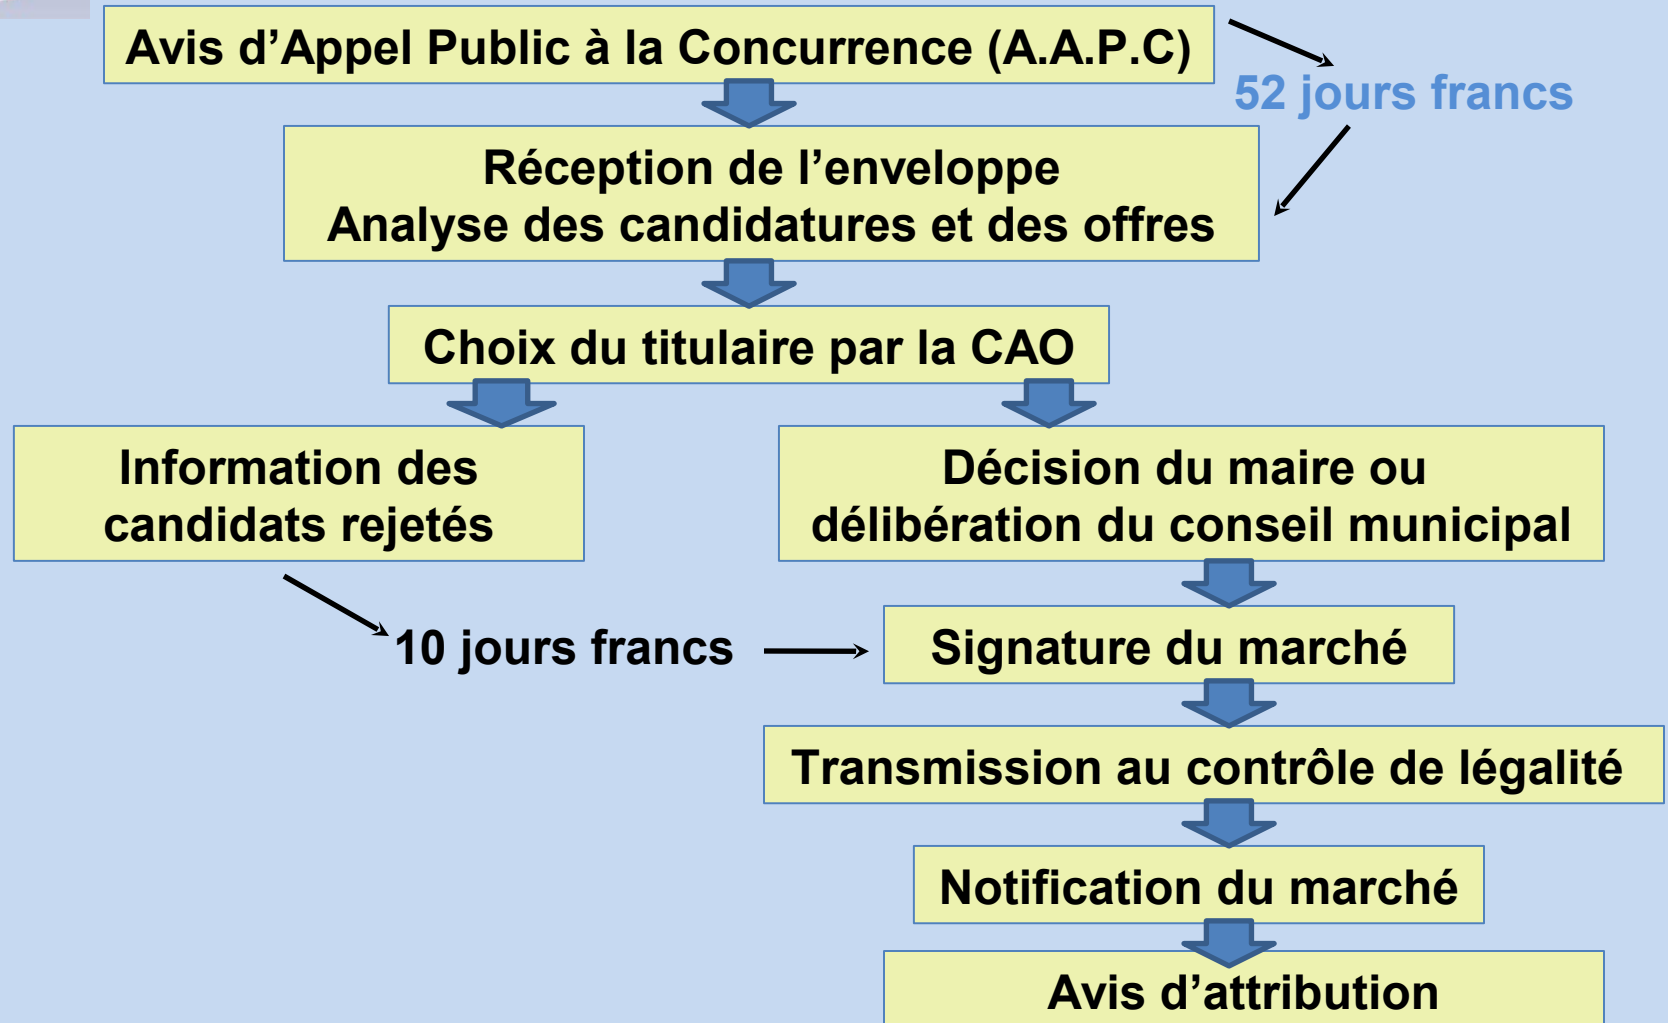 Avis d’Appel Public à la Concurrence (A.A.P.C)
52 jours francs
Réception de l’enveloppe
Analyse des candidatures et des offres
Choix du titulaire par la CAO
Information des
candidats rejetés
Décision du maire ou
délibération du conseil municipal
10 jours francs
Signature du marché
Transmission au contrôle de légalité
Notification du marché
Avis d’attribution